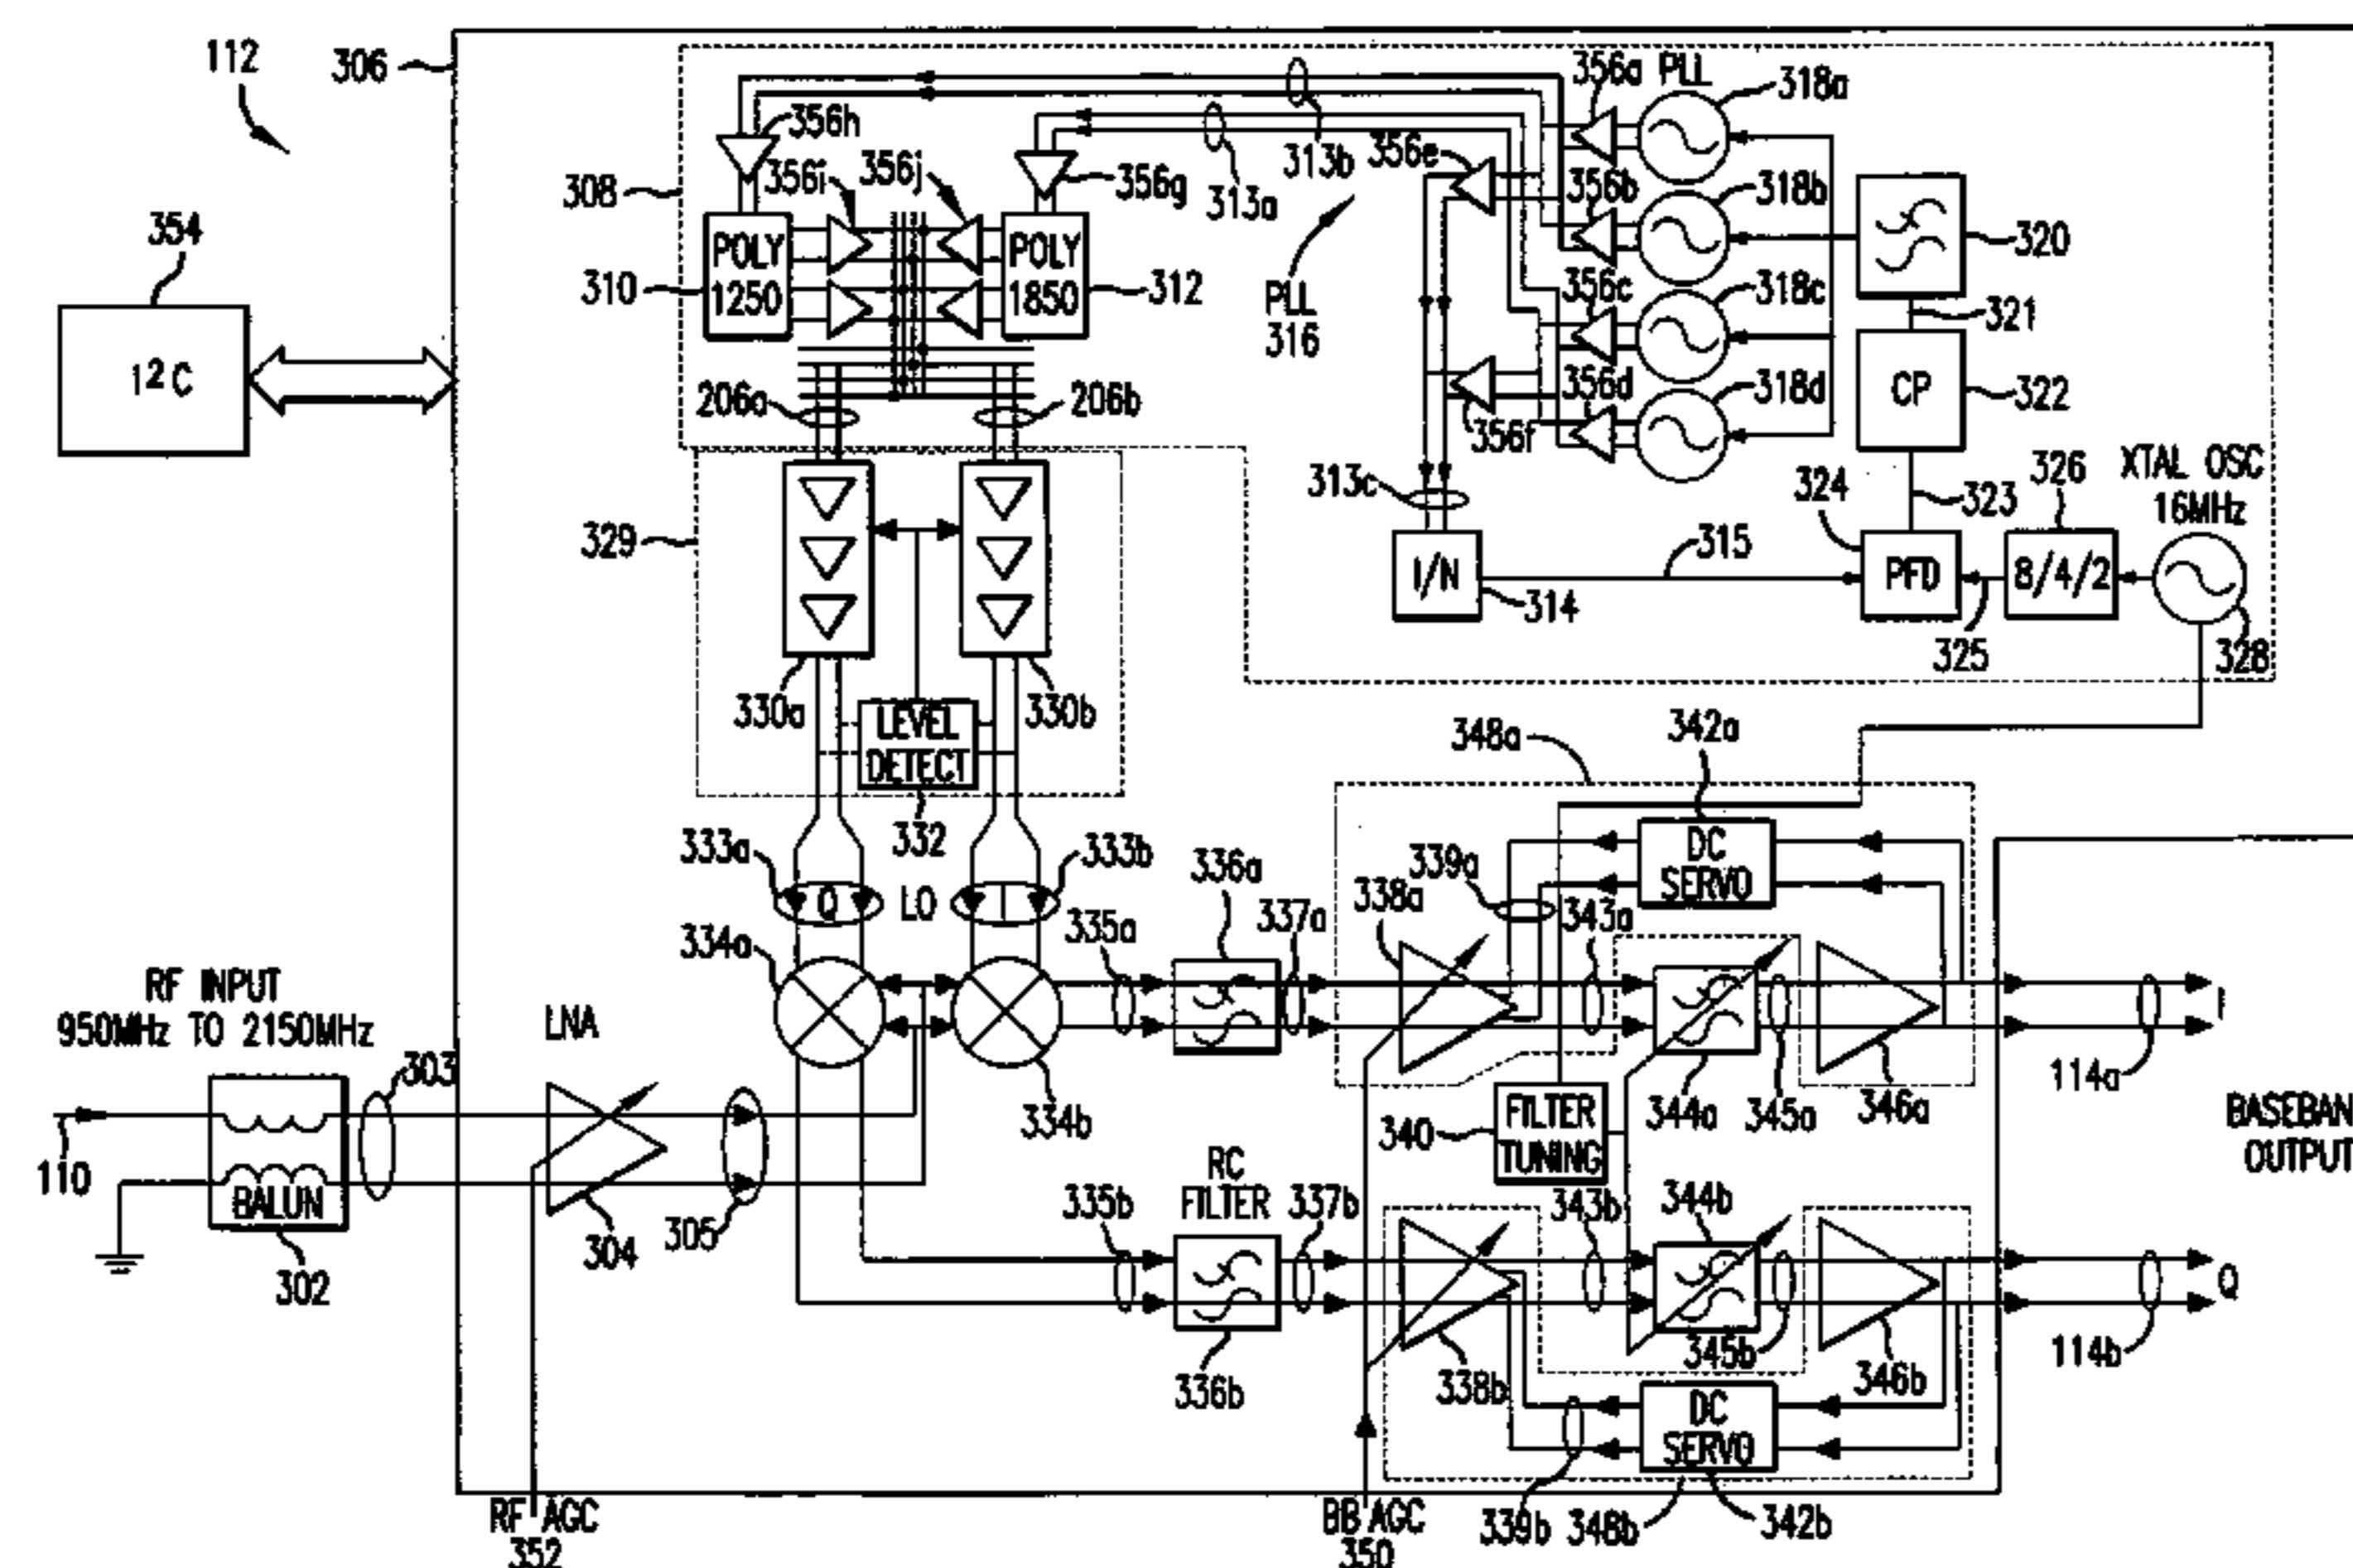 112
306
356a PLL
318a
356h
356i
356j
356g
313a
313b
356e
308
356b
318b
354
POLY
1250
POLY
1850
310
312
320
356c
318c
PLL
316
321
I²C
CP
322
206a
206b
356d
318d
356f
313c
324
323
326
XTAL OSC
16MHz
329
315
I/N
314
PFD
8/4/2
325
328
330a
330b
LEVEL
DETECT
332
348a
342a
333a
Q
LO
I
333b
336a
339a
338a
DC
SERVO
343a
334a
335a
337a
RF INPUT
950MHz TO 2150MHz
LNA
I
114a
303
334b
344a
345a
346a
BASEBAN
OUTPUT
110
BALUN
302
304
305
340
FILTER
TUNING
RC
FILTER
335b
337b
343b
344b
Q
336b
338b
345b
346b
114b
DC
SERVO
RF AGC
352
BB AGC
350
339b
348b
342b